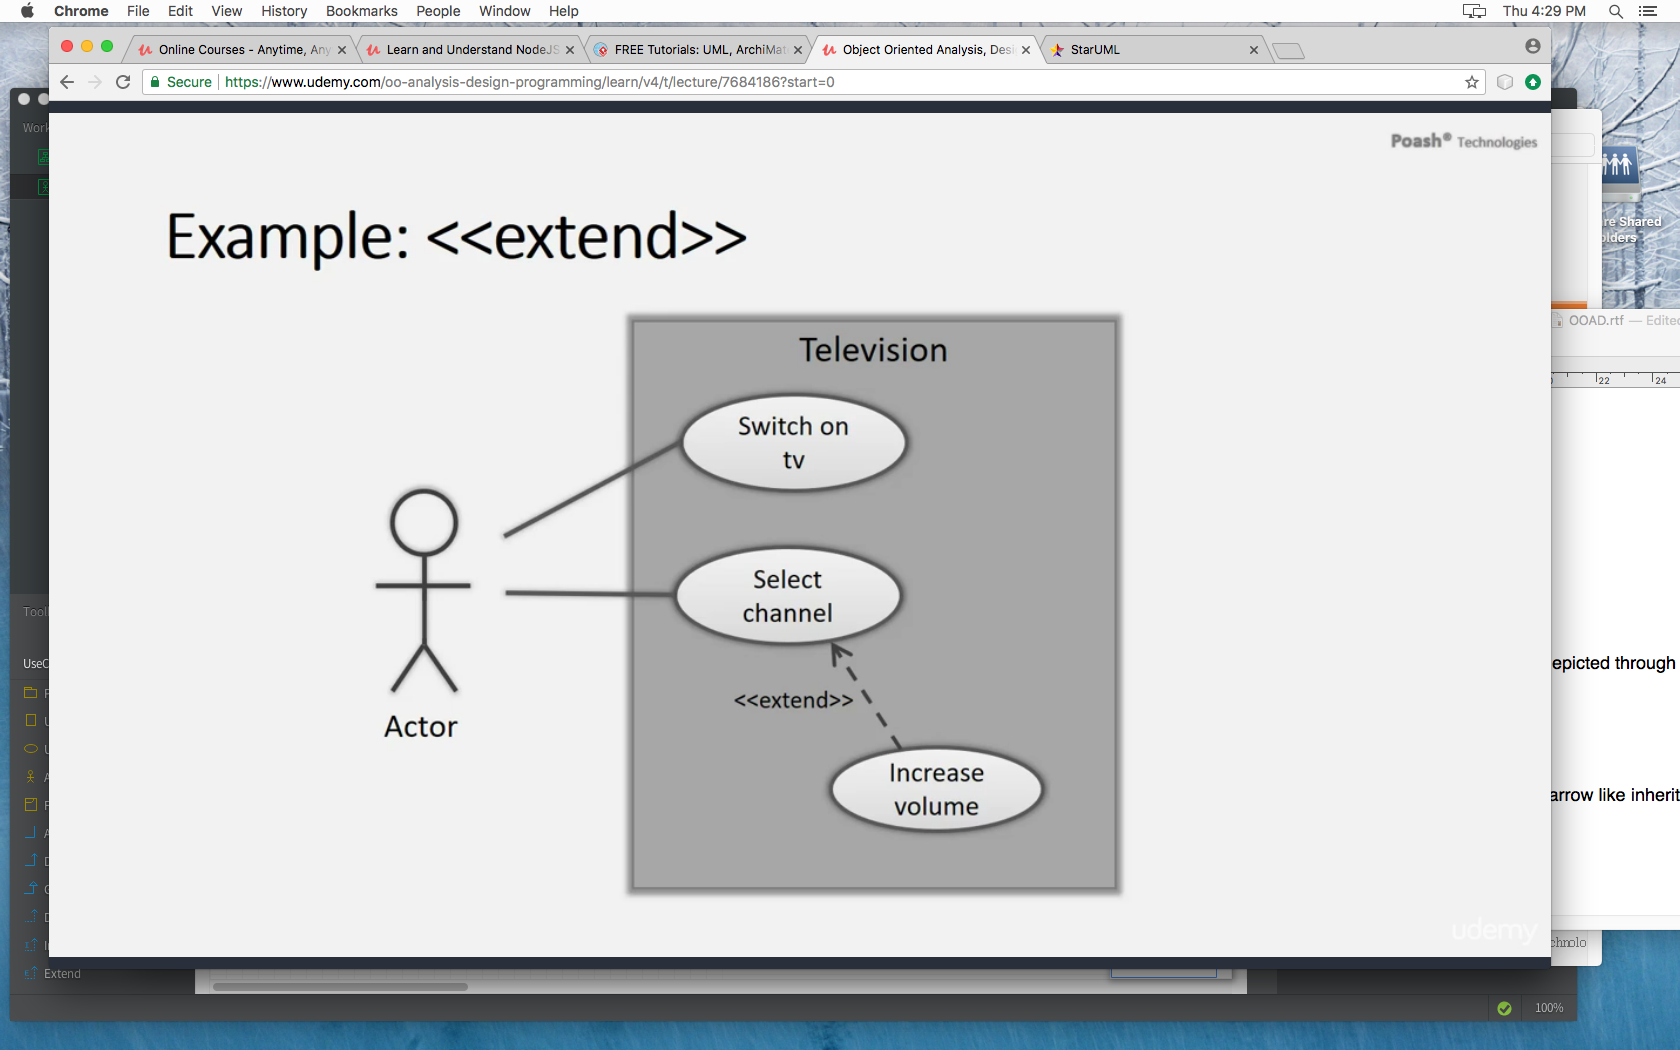 Chrome File Edit View History Bookmarks People Window Help Thu 4:29 PM
Online Courses - Anytime, Any
Learn and Understand NodeJS
FREE Tutorials: UML, ArchiMat
Object Oriented Analysis, Desi
StarUML
Secure https://www.udemy.com/oo-analysis-design-programming/learn/v4/t/lecture/7684186?start=0
Work
Poash® Technologies
Example: <<extend>>
re Shared
olders
OOAD.rtf — Edited
22 24
Television
Switch on
tv
Select
channel
<<extend>>
Increase
volume
Actor
Tool
UseC
epicted through
arrow like inherit
udemy
chnolo
Extend
100%